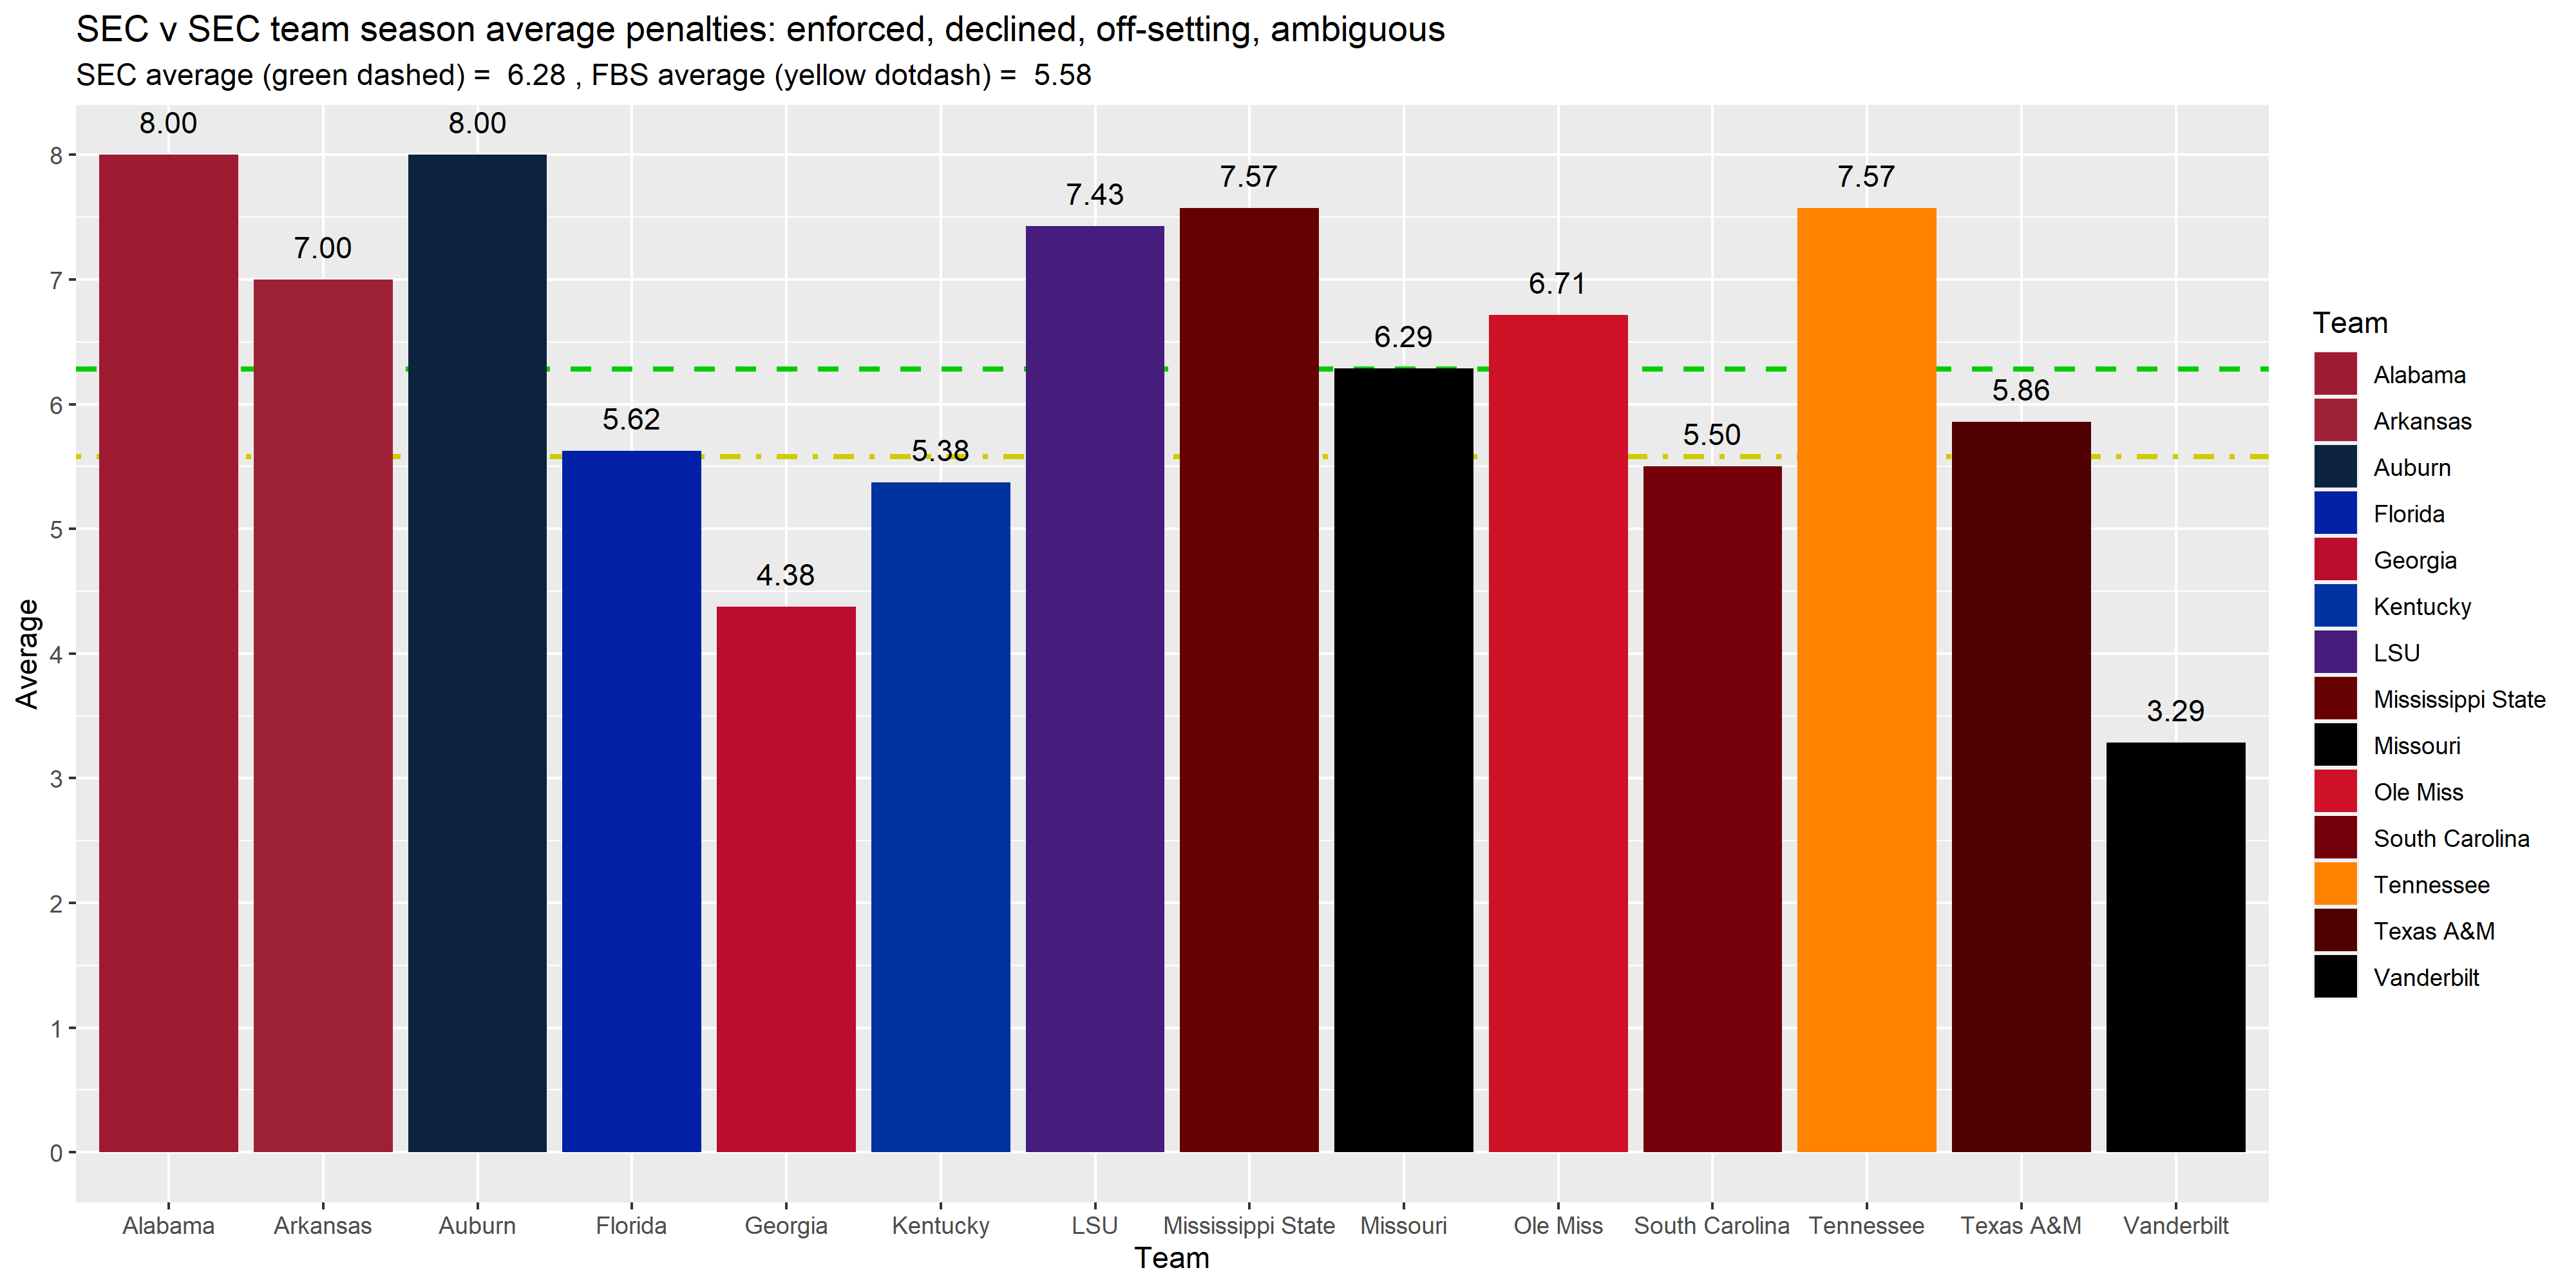 SEC v SEC team season average penalties: enforced, declined, off-setting, ambiguous
SEC average (green dashed) =  6.28 , FBS average (yellow dotdash) =  5.58
8.00
7.00
8.00
5.62
4.38
5.38
7.43
7.57
6.29
6.71
5.50
7.57
5.86
3.29
8
7
6
5
4
3
2
1
0
Average
Alabama
Arkansas
Auburn
Florida
Georgia
Kentucky
LSU
Mississippi State
Missouri
Ole Miss
South Carolina
Tennessee
Texas A&M
Vanderbilt
Team
Team
Alabama
Arkansas
Auburn
Florida
Georgia
Kentucky
LSU
Mississippi State
Missouri
Ole Miss
South Carolina
Tennessee
Texas A&M
Vanderbilt